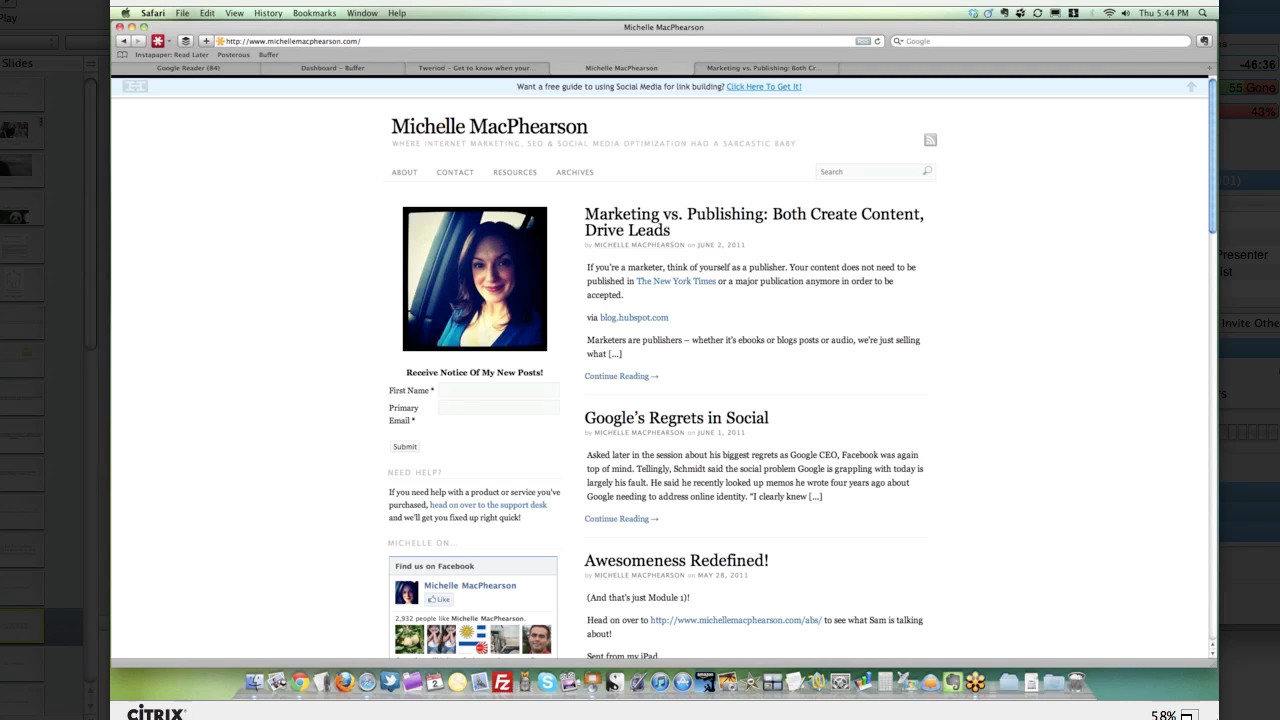 Safari File Edit View History Bookmarks Window Help
Thu 5:44 PM
Michelle MacPhearson
http://www.michellemacphearson.com/
RSS
Google
Instapaper: Read Later Posterous Buffer
Google Reader (84)
Dashboard – Buffer
Tweriod – Get to know when your...
Michelle MacPhearson
Marketing vs. Publishing: Both Cr...
-46:36
43%
Want a free guide to using Social Media for link building? Click Here To Get It!
Michelle MacPhearson
WHERE INTERNET MARKETING, SEO & SOCIAL MEDIA OPTIMIZATION HAD A SARCASTIC BABY
ABOUT CONTACT RESOURCES ARCHIVES
Search
Receive Notice Of My New Posts!
First Name *
Primary
Email *
Submit
NEED HELP?
If you need help with a product or service you've
purchased, head on over to the support desk
and we'll get you fixed up right quick!
MICHELLE ON...
Find us on Facebook
Michelle MacPhearson
Like
2,932 people like Michelle MacPhearson.
Marketing vs. Publishing: Both Create Content,
Drive Leads
by MICHELLE MACPHEARSON on JUNE 2, 2011
If you're a marketer, think of yourself as a publisher. Your content does not need to be
published in The New York Times or a major publication anymore in order to be
accepted.
via blog.hubspot.com
Marketers are publishers – whether it's ebooks or blogs posts or audio, we're just selling
what [...]
Continue Reading →
Google's Regrets in Social
by MICHELLE MACPHEARSON on JUNE 1, 2011
Asked later in the session about his biggest regrets as Google CEO, Facebook was again
top of mind. Tellingly, Schmidt said the social problem Google is grappling with today is
largely his fault. He said he recently looked up memos he wrote four years ago about
Google needing to address online identity. "I clearly knew [...]
Continue Reading →
Awesomeness Redefined!
by MICHELLE MACPHEARSON on MAY 28, 2011
(And that's just Module 1)!
Head on over to http://www.michellemacphearson.com/abs/ to see what Sam is talking
about!
Sent from my iPad
CITRIX
58%